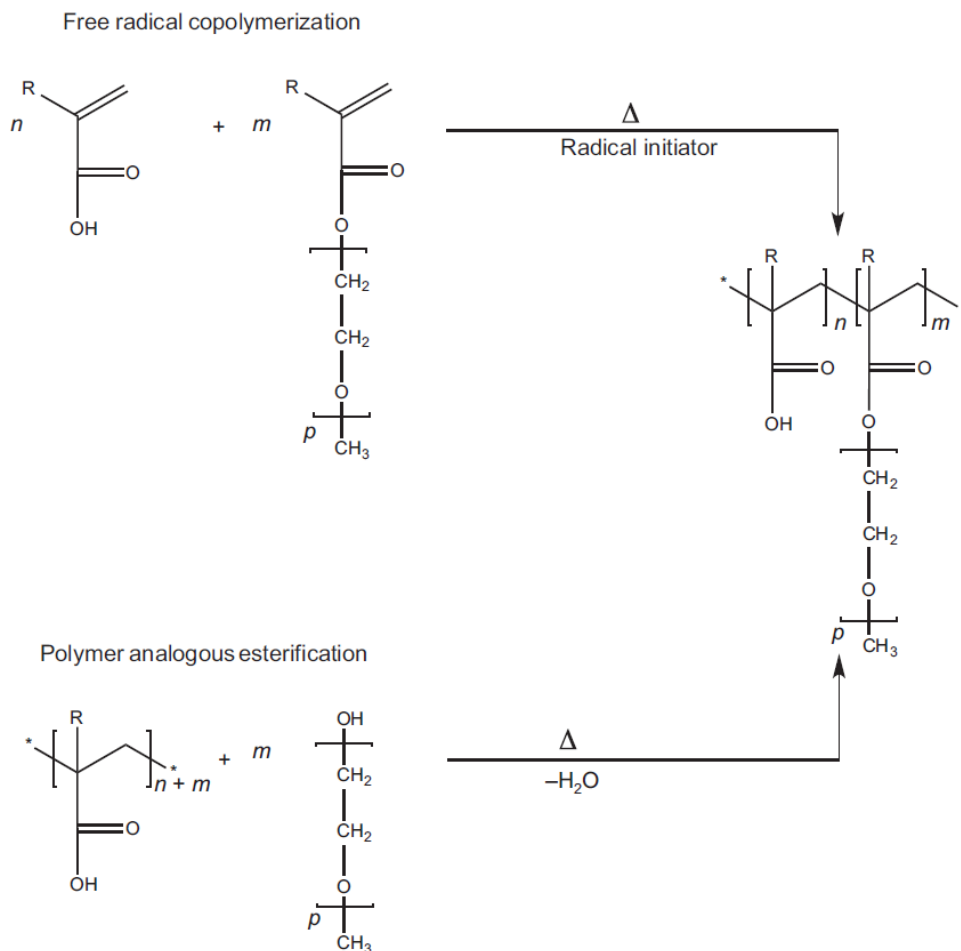 Free radical copolymerization
R
R
n
+ m
Δ
Radical initiator
O
O
OH
O
CH2
CH2
O
p
CH3
R
R
*
n
m
O
O
OH
O
CH2
CH2
O
p
CH3
Polymer analogous esterification
R
OH
*
*
n + m
+ m
Δ
–H2O
CH2
O
CH2
OH
O
p
CH3